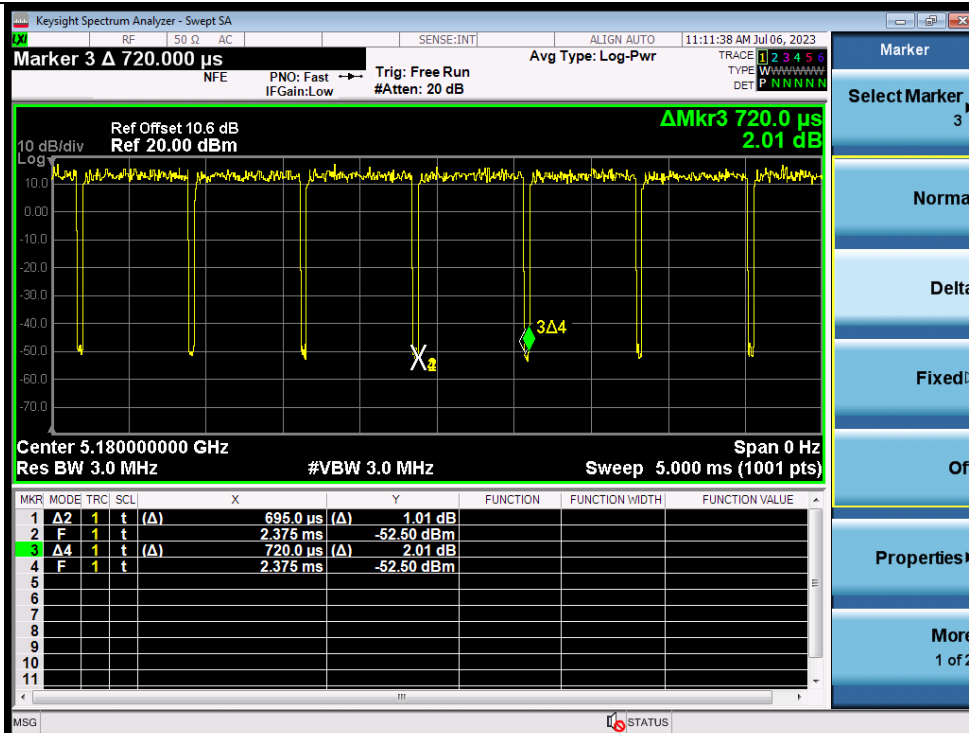 Keysight Spectrum Analyzer - Swept SA
LXI RF 50 Ω AC SENSE:INT ALIGN AUTO 11:11:38 AM Jul 06, 2023
Marker 3 Δ 720.000 µs
NFE
PNO: Fast
IFGain:Low
Trig: Free Run
#Atten: 20 dB
Avg Type: Log-Pwr
TRACE 1 2 3 4 5 6
TYPE WWWWWW
DET P N N N N N
ΔMkr3 720.0 µs
2.01 dB
Ref Offset 10.6 dB
10 dB/div Ref 20.00 dBm
Log
10.0
0.00
-10.0
-20.0
-30.0
-40.0
-50.0
-60.0
-70.0
3Δ4
Center 5.180000000 GHz Span 0 Hz
Res BW 3.0 MHz #VBW 3.0 MHz Sweep 5.000 ms (1001 pts)
MKR MODE TRC SCL X Y FUNCTION FUNCTION WIDTH FUNCTION VALUE
1 Δ2 1 t (Δ) 695.0 µs (Δ) 1.01 dB
2 F 1 t 2.375 ms -52.50 dBm
3 Δ4 1 t (Δ) 720.0 µs (Δ) 2.01 dB
4 F 1 t 2.375 ms -52.50 dBm
5
6
7
8
9
10
11
MSG STATUS
Marker
Select Marker
3
Norma
Delta
Fixed
Of
Properties
More
1 of 2